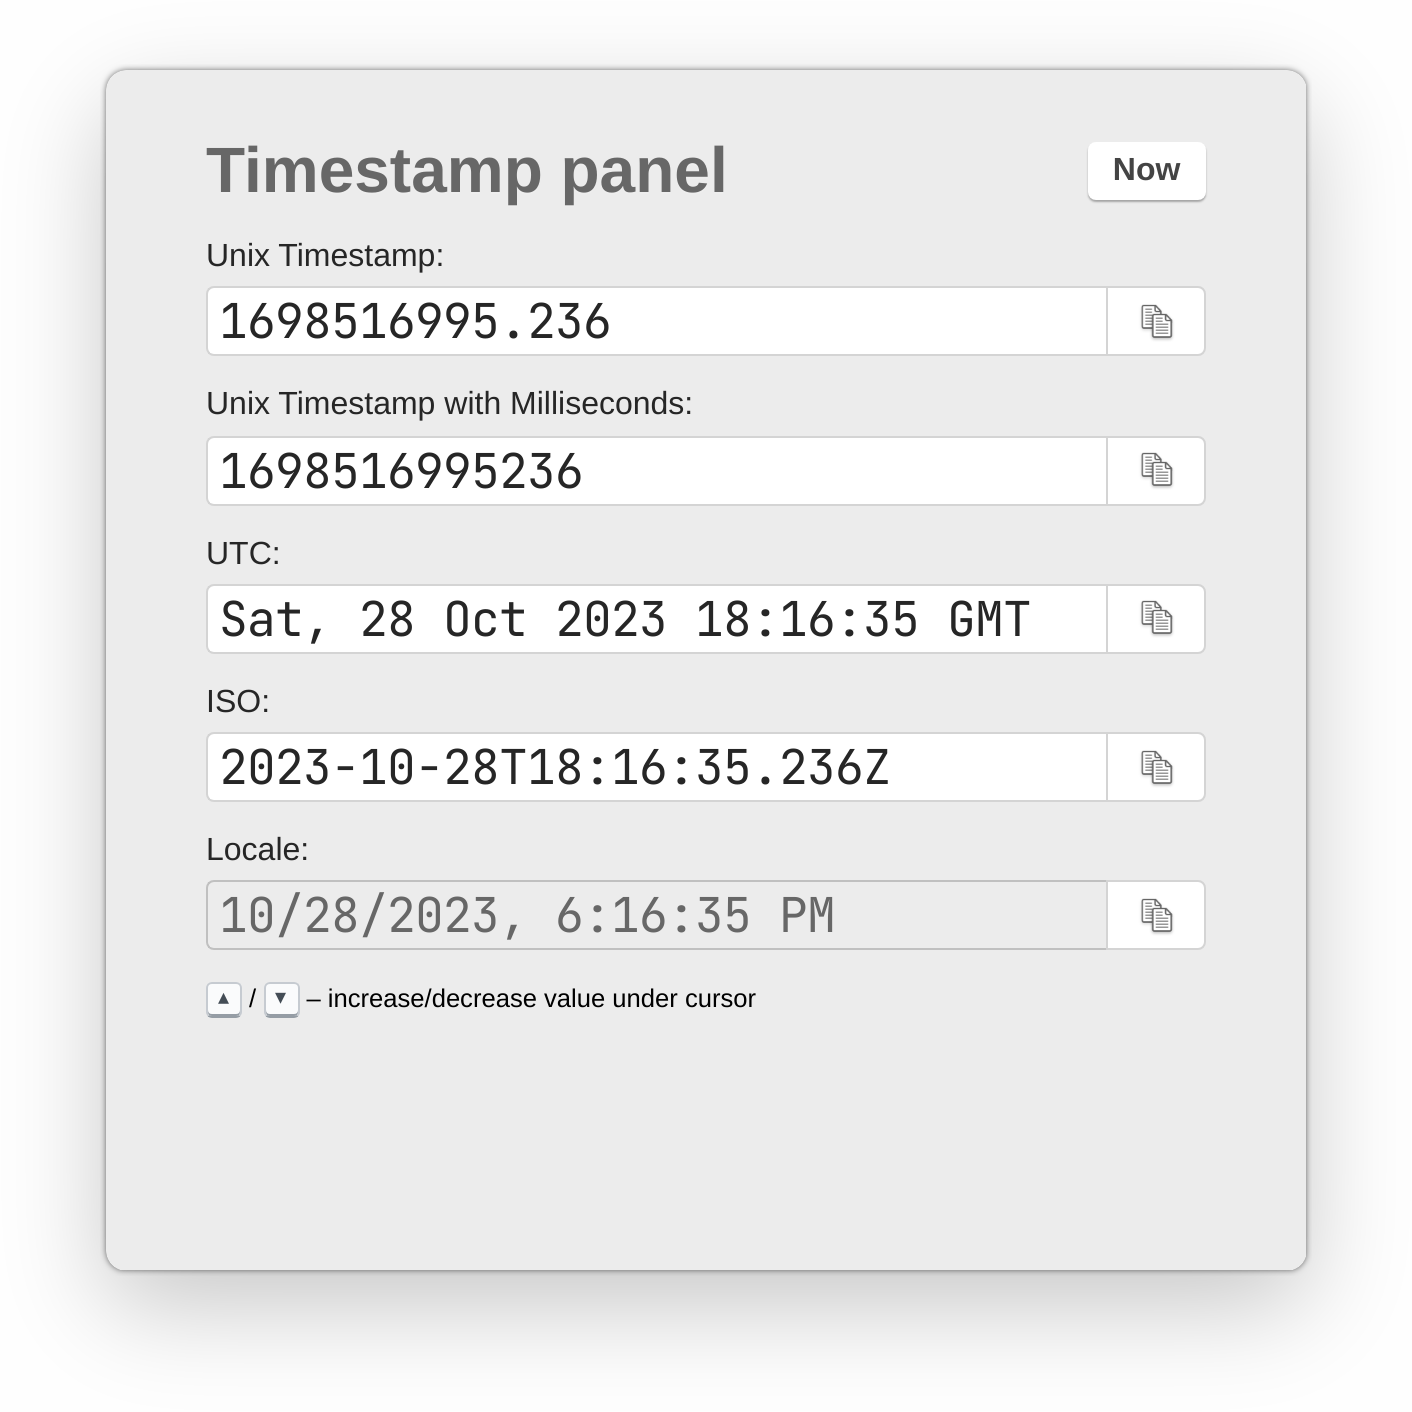 Timestamp panel
Now
Unix Timestamp:
1698516995.236
Unix Timestamp with Milliseconds:
1698516995236
UTC:
Sat, 28 Oct 2023 18:16:35 GMT
ISO:
2023-10-28T18:16:35.236Z
Locale:
10/28/2023, 6:16:35 PM
▲ / ▼ – increase/decrease value under cursor